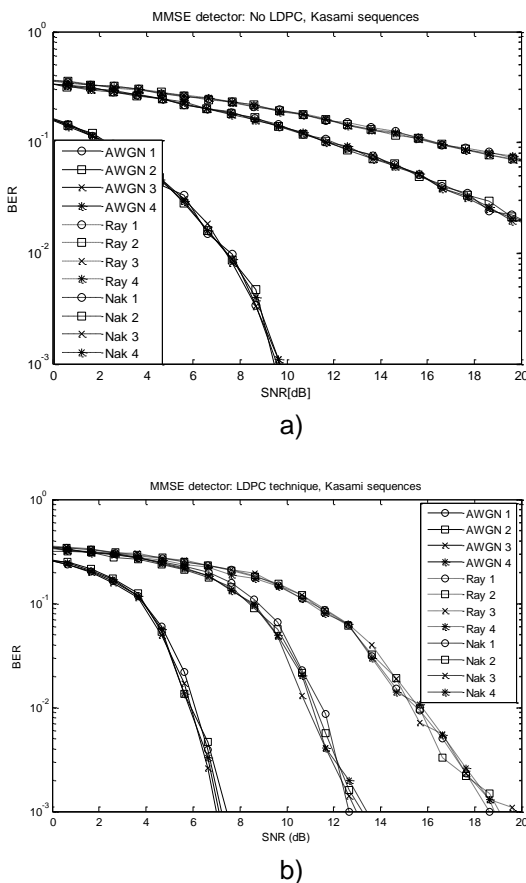 MMSE detector: No LDPC, Kasami sequences
10^0
10^-1
10^-2
10^-3
BER
AWGN 1
AWGN 2
AWGN 3
AWGN 4
Ray 1
Ray 2
Ray 3
Ray 4
Nak 1
Nak 2
Nak 3
Nak 4
0 2 4 6 8 10 12 14 16 18 20
SNR[dB]
a)
MMSE detector: LDPC technique, Kasami sequences
10^0
10^-1
10^-2
10^-3
BER
AWGN 1
AWGN 2
AWGN 3
AWGN 4
Ray 1
Ray 2
Ray 3
Ray 4
Nak 1
Nak 2
Nak 3
Nak 4
0 2 4 6 8 10 12 14 16 18 20
SNR (dB)
b)